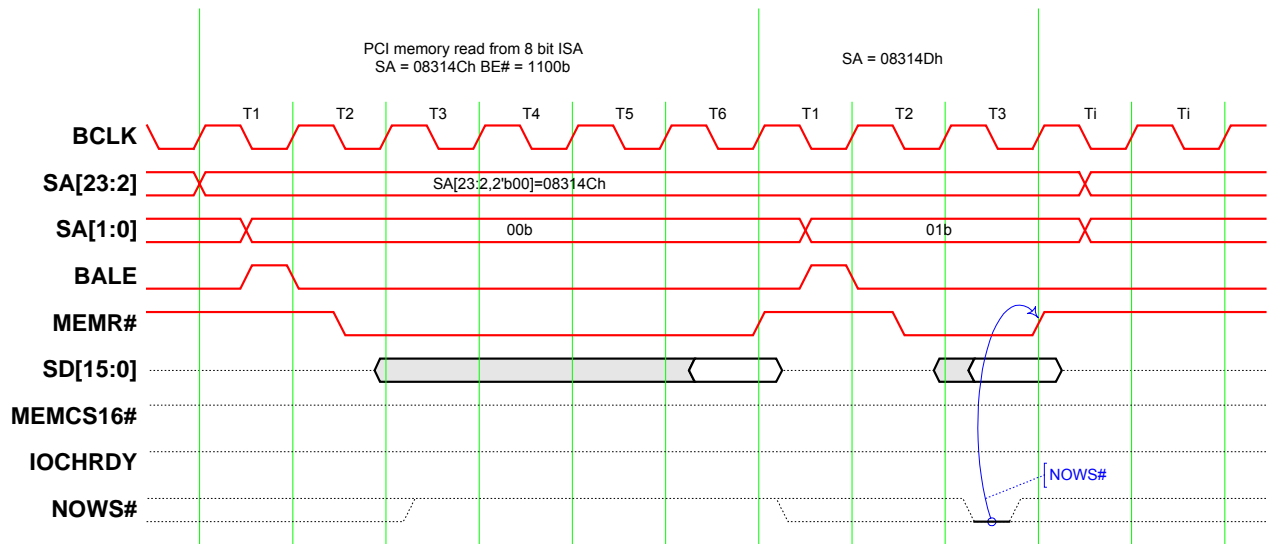 PCI memory read from 8 bit ISA
SA = 08314Ch BE# = 1100b
SA = 08314Dh
T1 T2 T3 T4 T5 T6 T1 T2 T3 Ti Ti
BCLK
SA[23:2] SA[23:2,2'b00]=08314Ch
SA[1:0] 00b 01b
BALE
MEMR#
SD[15:0]
MEMCS16#
IOCHRDY
NOWS#
NOWS#